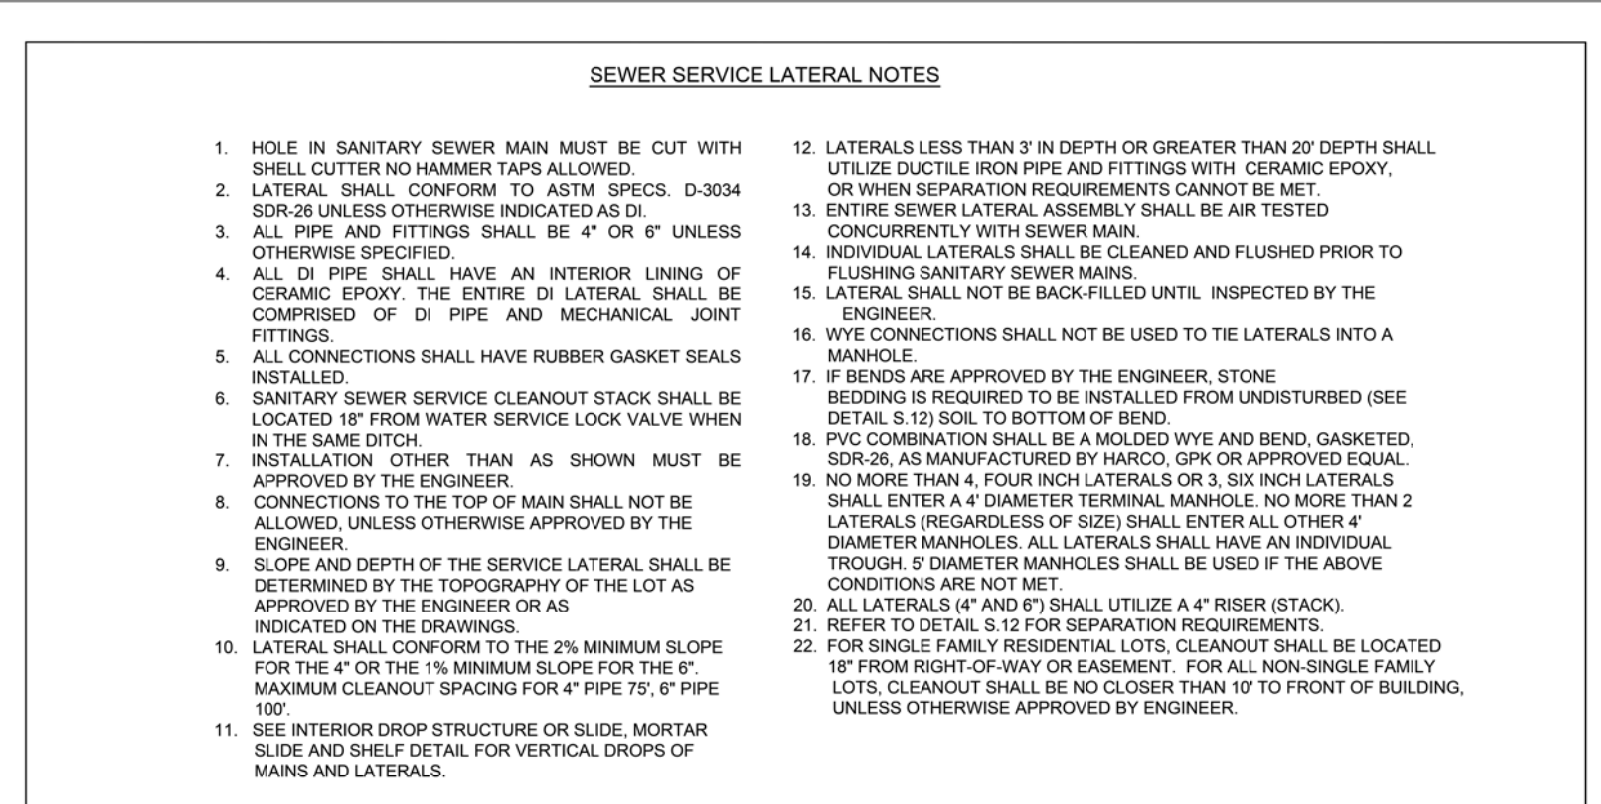 SEWER SERVICE LATERAL NOTES
1. HOLE IN SANITARY SEWER MAIN MUST BE CUT WITH
SHELL CUTTER NO HAMMER TAPS ALLOWED.
2. LATERAL SHALL CONFORM TO ASTM SPECS. D-3034
SDR-26 UNLESS OTHERWISE INDICATED AS DI.
3. ALL PIPE AND FITTINGS SHALL BE 4" OR 6" UNLESS
OTHERWISE SPECIFIED.
4. ALL DI PIPE SHALL HAVE AN INTERIOR LINING OF
CERAMIC EPOXY. THE ENTIRE DI LATERAL SHALL BE
COMPRISED OF DI PIPE AND MECHANICAL JOINT
FITTINGS.
5. ALL CONNECTIONS SHALL HAVE RUBBER GASKET SEALS
INSTALLED.
6. SANITARY SEWER SERVICE CLEANOUT STACK SHALL BE
LOCATED 18" FROM WATER SERVICE LOCK VALVE WHEN
IN THE SAME DITCH.
7. INSTALLATION OTHER THAN AS SHOWN MUST BE
APPROVED BY THE ENGINEER.
8. CONNECTIONS TO THE TOP OF MAIN SHALL NOT BE
ALLOWED, UNLESS OTHERWISE APPROVED BY THE
ENGINEER.
9. SLOPE AND DEPTH OF THE SERVICE LATERAL SHALL BE
DETERMINED BY THE TOPOGRAPHY OF THE LOT AS
APPROVED BY THE ENGINEER OR AS
INDICATED ON THE DRAWINGS.
10. LATERAL SHALL CONFORM TO THE 2% MINIMUM SLOPE
FOR THE 4" OR THE 1% MINIMUM SLOPE FOR THE 6".
MAXIMUM CLEANOUT SPACING FOR 4" PIPE 75', 6" PIPE
100'.
11. SEE INTERIOR DROP STRUCTURE OR SLIDE, MORTAR
SLIDE AND SHELF DETAIL FOR VERTICAL DROPS OF
MAINS AND LATERALS.
12. LATERALS LESS THAN 3' IN DEPTH OR GREATER THAN 20' DEPTH SHALL
UTILIZE DUCTILE IRON PIPE AND FITTINGS WITH CERAMIC EPOXY,
OR WHEN SEPARATION REQUIREMENTS CANNOT BE MET.
13. ENTIRE SEWER LATERAL ASSEMBLY SHALL BE AIR TESTED
CONCURRENTLY WITH SEWER MAIN.
14. INDIVIDUAL LATERALS SHALL BE CLEANED AND FLUSHED PRIOR TO
FLUSHING SANITARY SEWER MAINS.
15. LATERAL SHALL NOT BE BACK-FILLED UNTIL INSPECTED BY THE
ENGINEER.
16. WYE CONNECTIONS SHALL NOT BE USED TO TIE LATERALS INTO A
MANHOLE.
17. IF BENDS ARE APPROVED BY THE ENGINEER, STONE
BEDDING IS REQUIRED TO BE INSTALLED FROM UNDISTURBED (SEE
DETAIL S.12) SOIL TO BOTTOM OF BEND.
18. PVC COMBINATION SHALL BE A MOLDED WYE AND BEND, GASKETED,
SDR-26, AS MANUFACTURED BY HARCO, GPK OR APPROVED EQUAL.
19. NO MORE THAN 4, FOUR INCH LATERALS OR 3, SIX INCH LATERALS
SHALL ENTER A 4' DIAMETER TERMINAL MANHOLE. NO MORE THAN 2
LATERALS (REGARDLESS OF SIZE) SHALL ENTER ALL OTHER 4'
DIAMETER MANHOLES. ALL LATERALS SHALL HAVE AN INDIVIDUAL
TROUGH. 5' DIAMETER MANHOLES SHALL BE USED IF THE ABOVE
CONDITIONS ARE NOT MET.
20. ALL LATERALS (4" AND 6") SHALL UTILIZE A 4" RISER (STACK).
21. REFER TO DETAIL S.12 FOR SEPARATION REQUIREMENTS.
22. FOR SINGLE FAMILY RESIDENTIAL LOTS, CLEANOUT SHALL BE LOCATED
18" FROM RIGHT-OF-WAY OR EASEMENT. FOR ALL NON-SINGLE FAMILY
LOTS, CLEANOUT SHALL BE NO CLOSER THAN 10' TO FRONT OF BUILDING,
UNLESS OTHERWISE APPROVED BY ENGINEER.